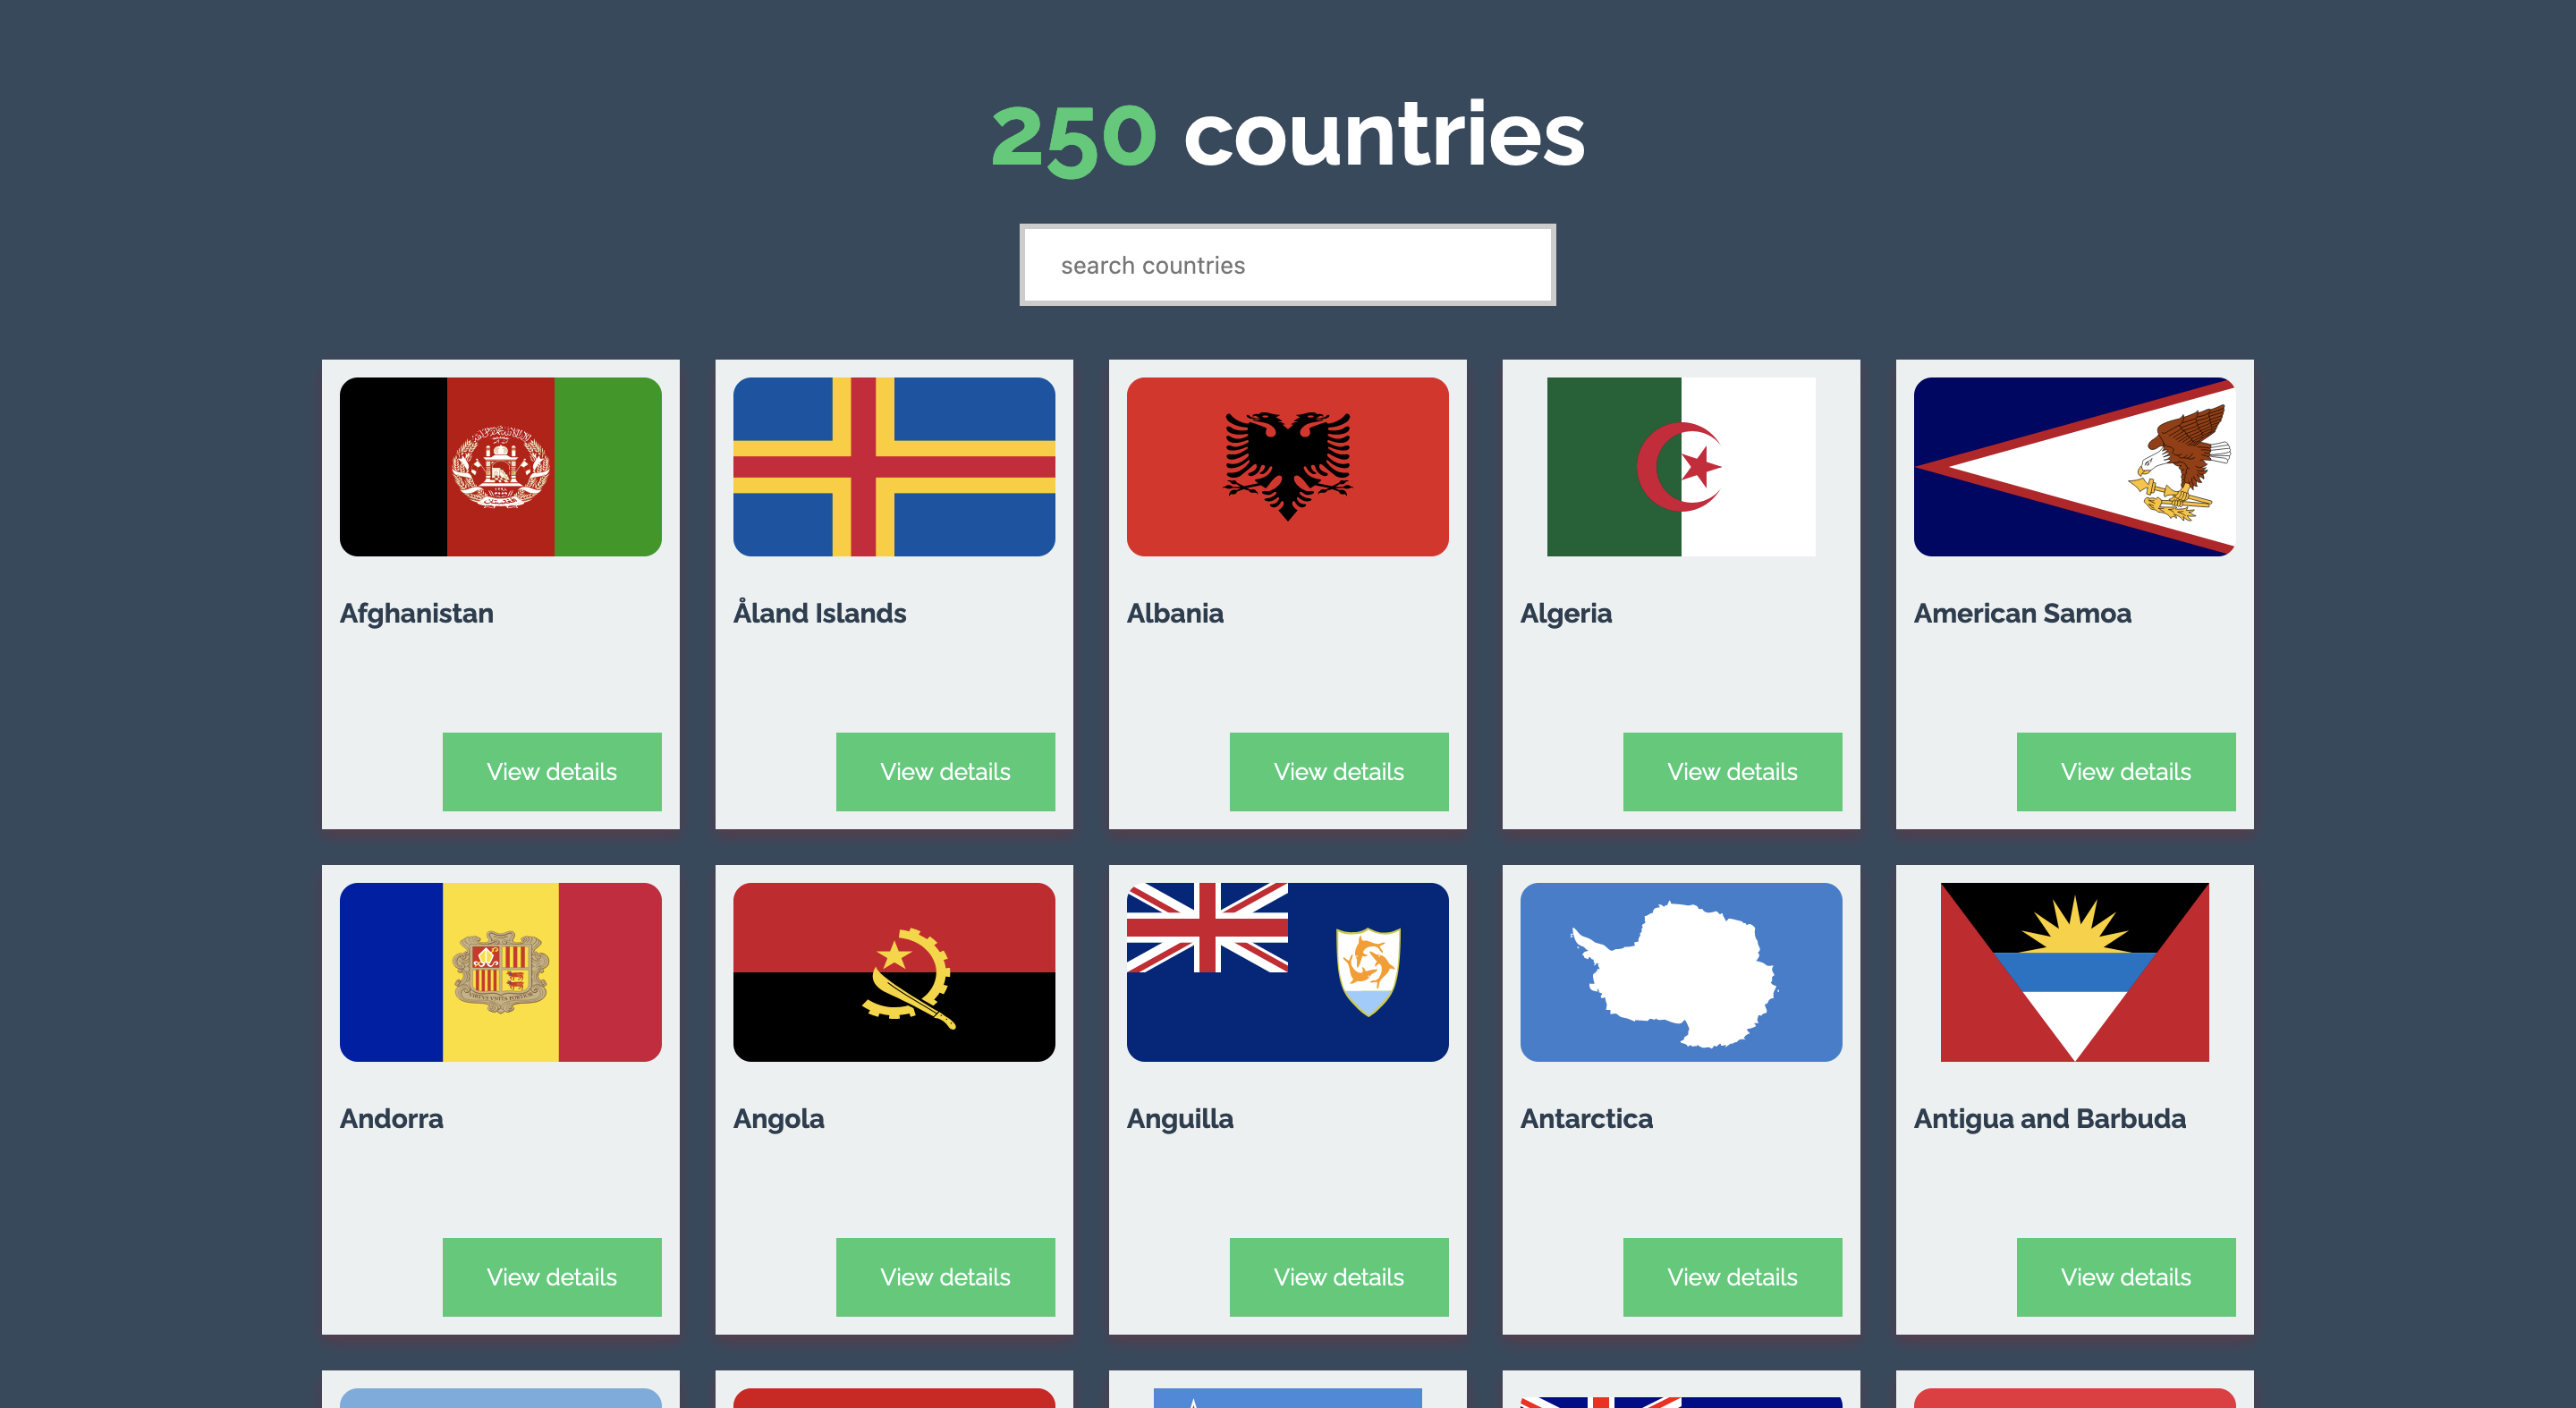 250 countries
search countries
Afghanistan
Åland Islands
Albania
Algeria
American Samoa
View details
View details
View details
View details
View details
Andorra
Angola
Anguilla
Antarctica
Antigua and Barbuda
View details
View details
View details
View details
View details